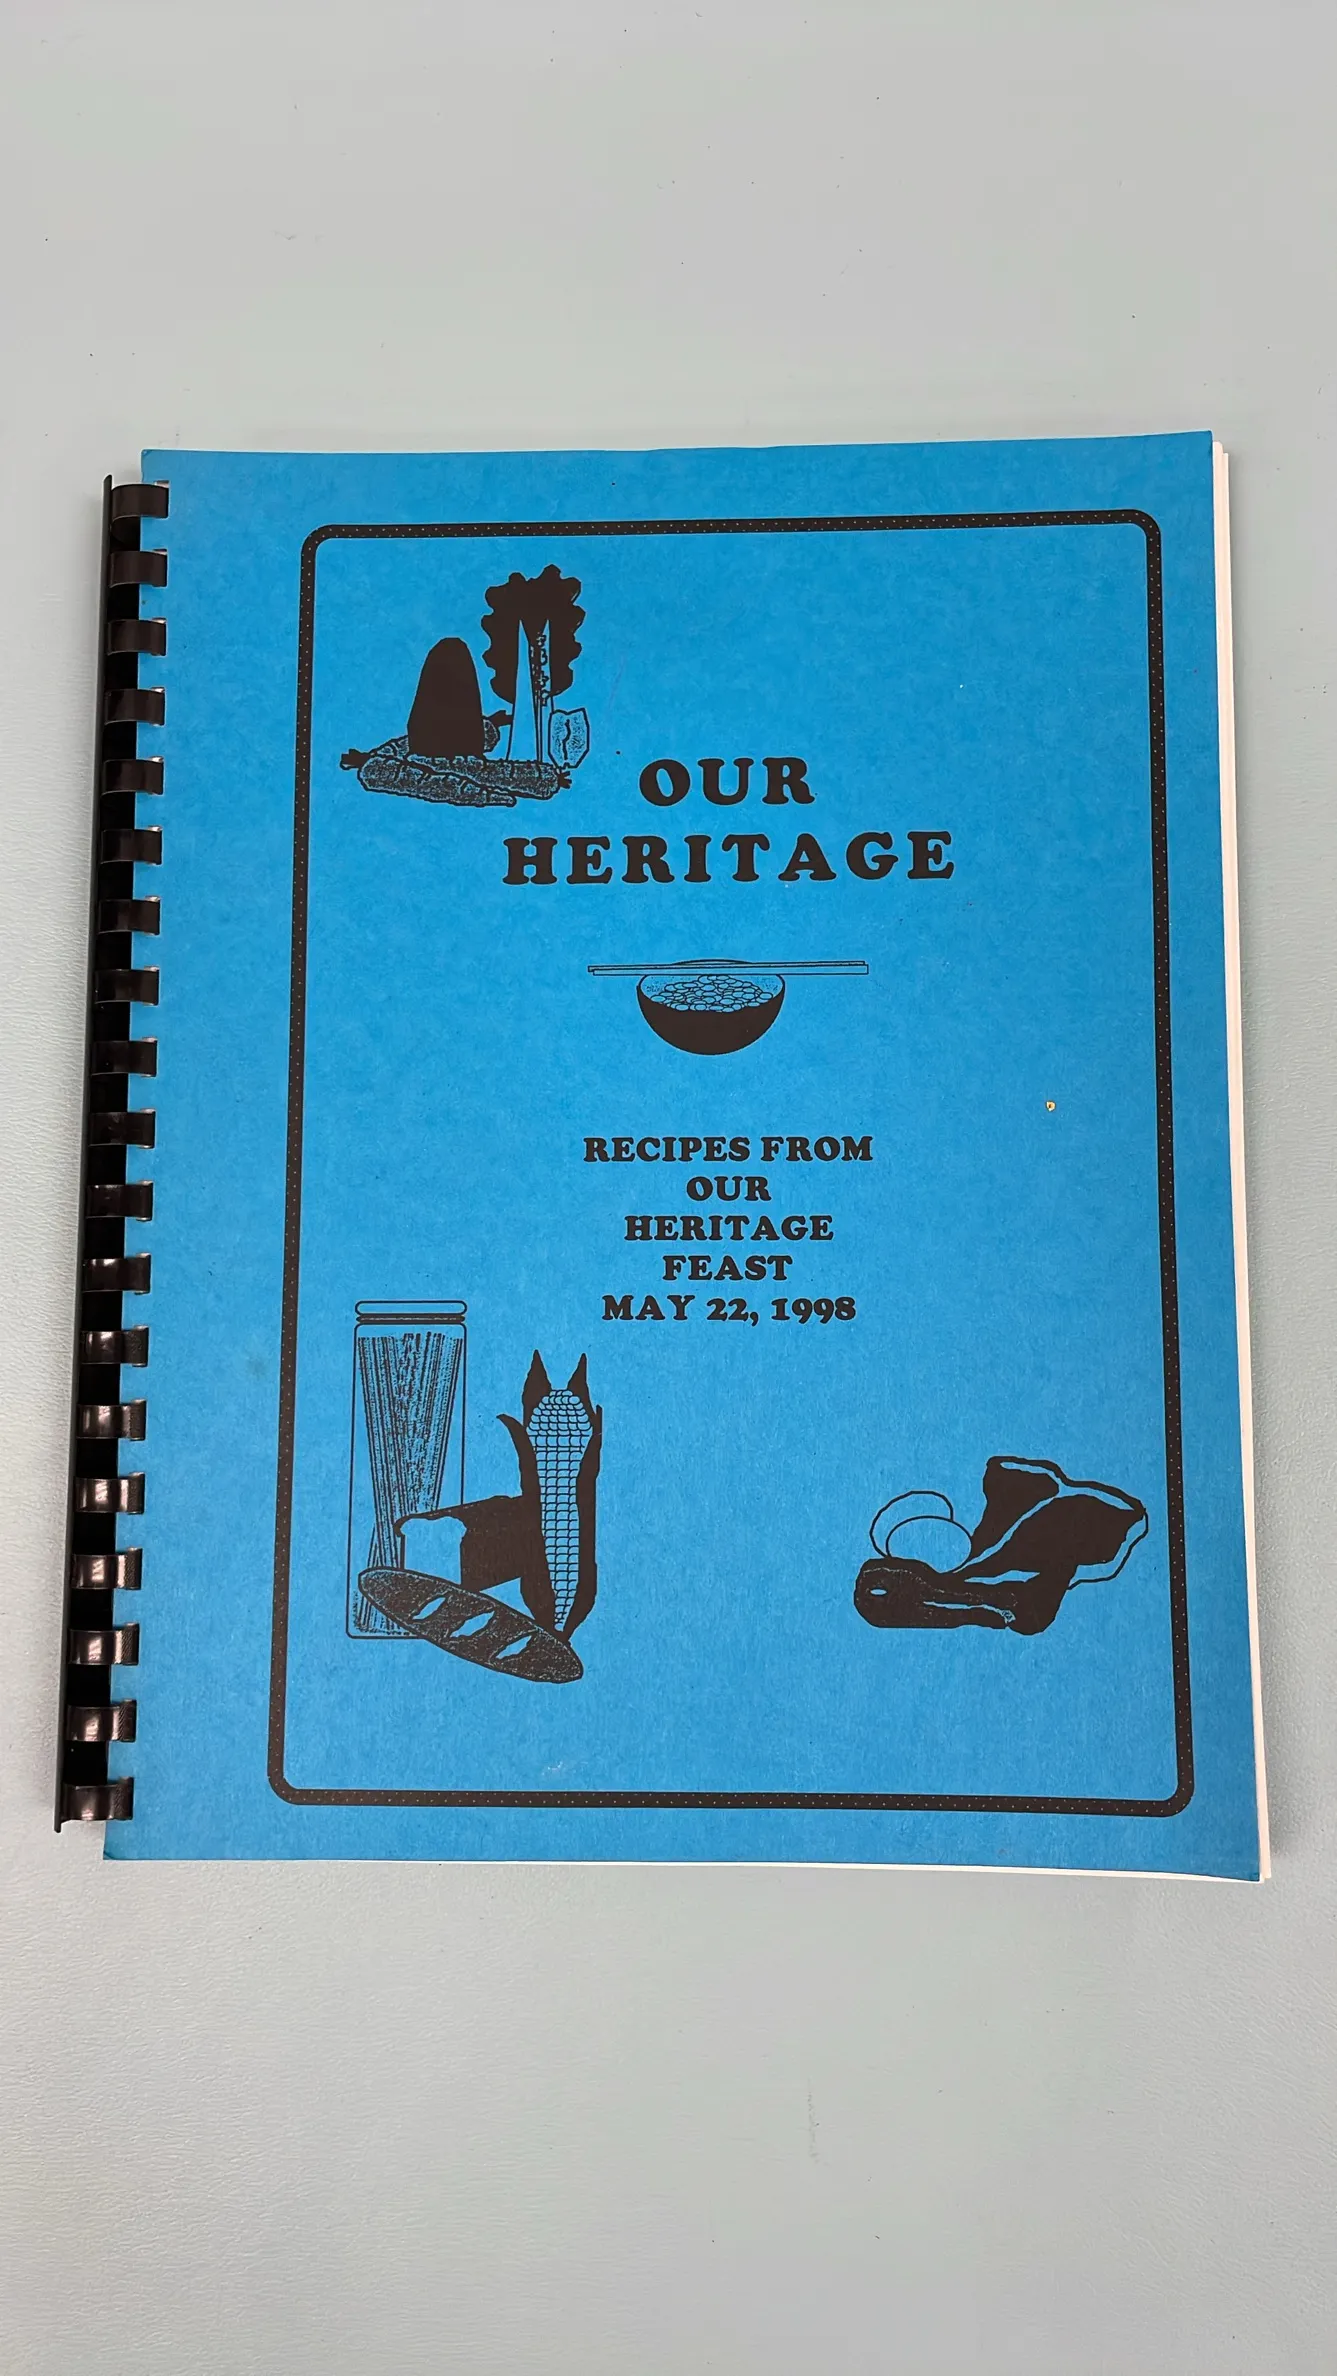 OUR
HERITAGE
RECIPES FROM
OUR
HERITAGE
FEAST
MAY 22, 1998